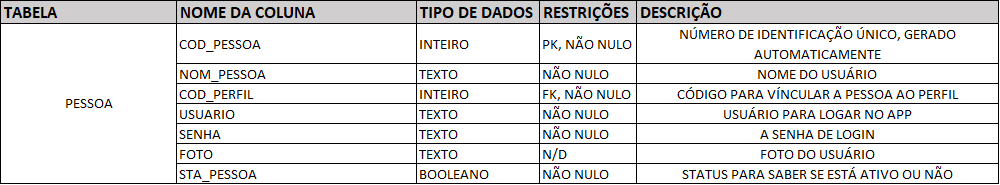 TABELA NOME DA COLUNA TIPO DE DADOS RESTRIÇÕES DESCRIÇÃO
PESSOA
COD_PESSOA INTEIRO PK, NÃO NULO NÚMERO DE IDENTIFICAÇÃO ÚNICO, GERADO
AUTOMATICAMENTE
NOM_PESSOA TEXTO NÃO NULO NOME DO USUÁRIO
COD_PERFIL INTEIRO FK, NÃO NULO CÓDIGO PARA VÍNCULAR A PESSOA AO PERFIL
USUARIO TEXTO NÃO NULO USUÁRIO PARA LOGAR NO APP
SENHA TEXTO NÃO NULO A SENHA DE LOGIN
FOTO TEXTO N/D FOTO DO USUÁRIO
STA_PESSOA BOOLEANO NÃO NULO STATUS PARA SABER SE ESTÁ ATIVO OU NÃO